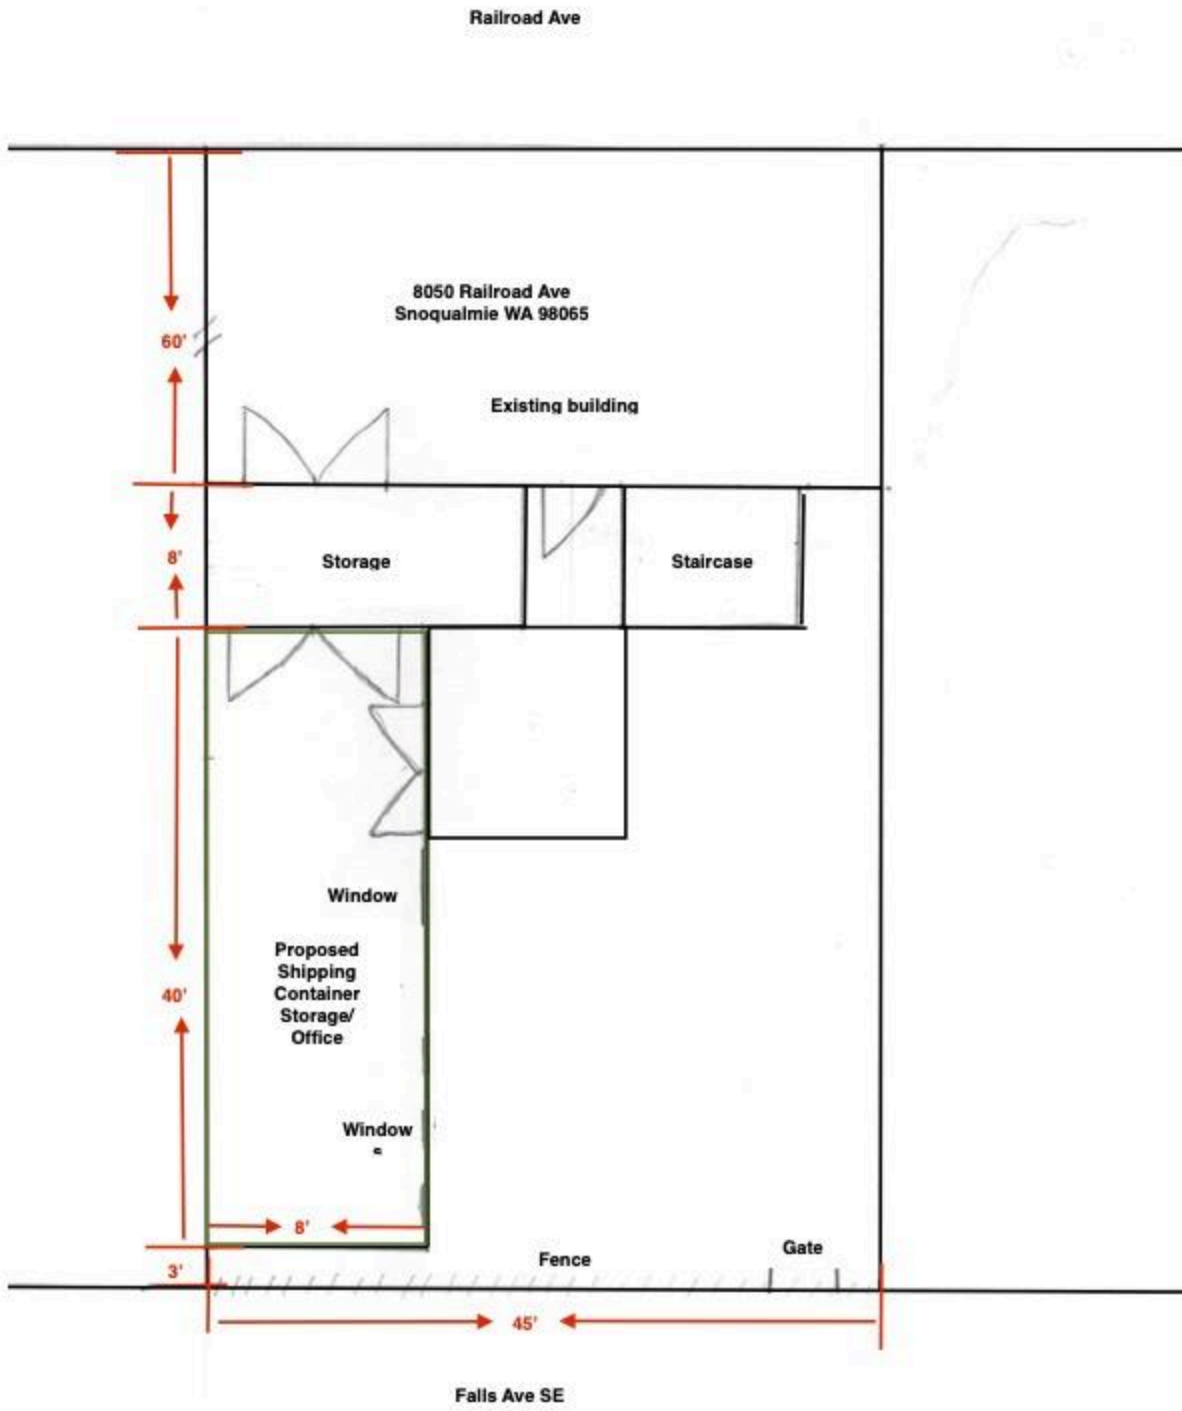 Railroad Ave
8050 Railroad Ave
Snoqualmie WA 98065
60'
Existing building
8'
Storage
Staircase
Window
Proposed
Shipping
Container
Storage/
Office
40'
Window
s
8'
Fence
Gate
3'
45'
Falls Ave SE